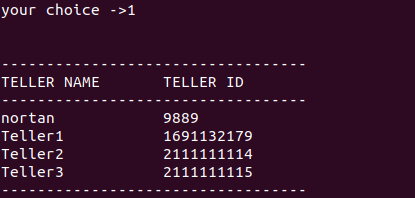 your choice ->1
----------------------------------
TELLER NAME       TELLER ID
----------------------------------
nortan            9889
Teller1           1691132179
Teller2           2111111114
Teller3           2111111115
----------------------------------